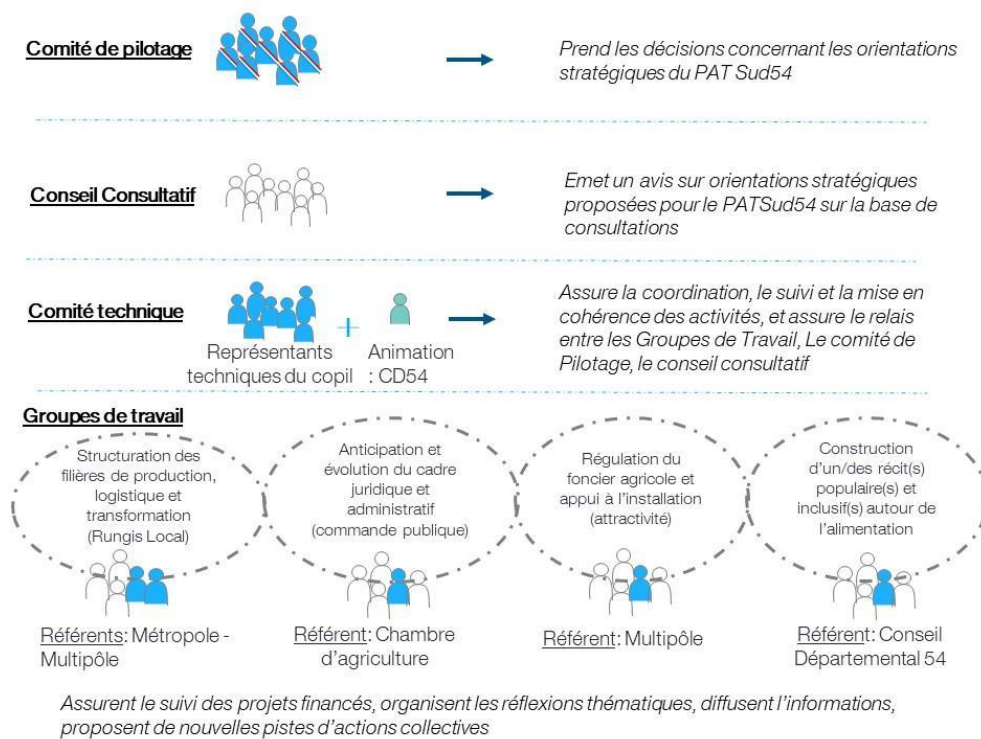 Comité de pilotage
Prend les décisions concernant les orientations
stratégiques du PAT Sud54
Conseil Consultatif
Emet un avis sur orientations stratégiques
proposées pour le PATSud54 sur la base de
consultations
Comité technique
Représentants
techniques du copil
+
Animation
: CD54
Assure la coordination, le suivi et la mise en
cohérence des activités, et assure le relais
entre les Groupes de Travail, Le comité de
Pilotage, le conseil consultatif
Groupes de travail
Structuration des
filières de production,
logistique et
transformation
(Rungis Local)
Référents: Métropole -
Multipôle
Anticipation et
évolution du cadre
juridique et
administratif
(commande publique)
Référent: Chambre
d'agriculture
Régulation du
foncier agricole et
appui à l'installation
(attractivité)
Référent: Multipôle
Construction
d'un/des récit(s)
populaire(s) et
inclusif(s) autour de
l'alimentation
Référent: Conseil
Départemental 54
Assurent le suivi des projets financés, organisent les réflexions thématiques, diffusent l'informations,
proposent de nouvelles pistes d'actions collectives